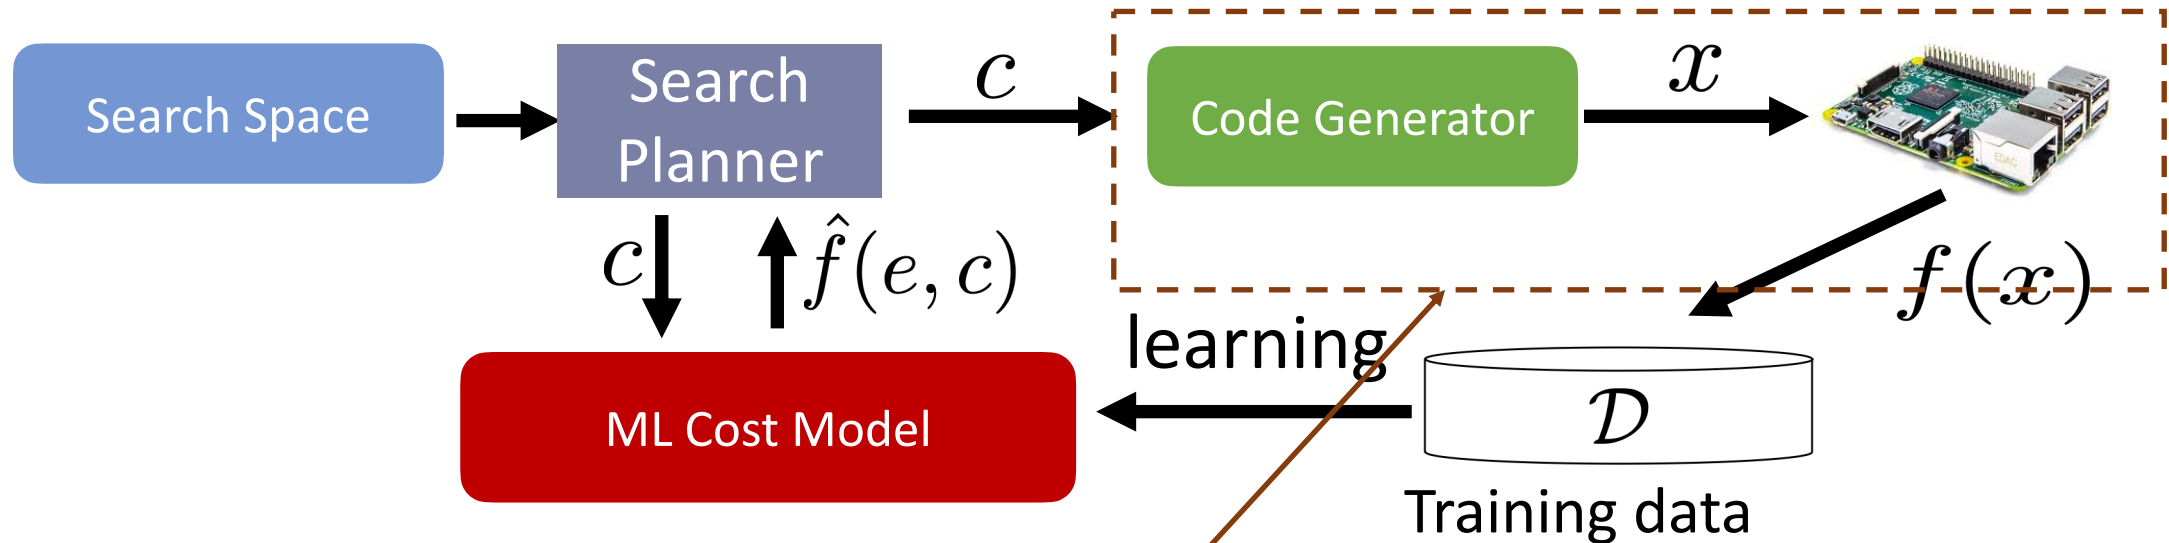 Search Space
Search
Planner
c
Code Generator
x
c
f̂(e, c)
f(x)
learning
ML Cost Model
𝒟
Training data